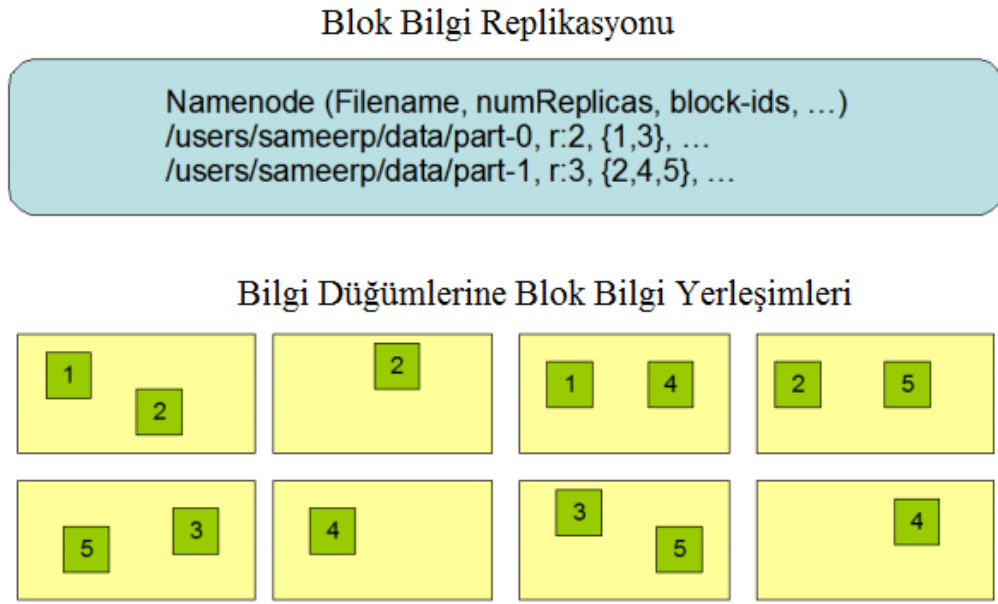 Blok Bilgi Replikasyonu
Namenode (Filename, numReplicas, block-ids, …)
/users/sameerp/data/part-0, r:2, {1,3}, …
/users/sameerp/data/part-1, r:3, {2,4,5}, …
Bilgi Düğümlerine Blok Bilgi Yerleşimleri
1 2 2 1 4 2 5
5 3 4 3 5 4